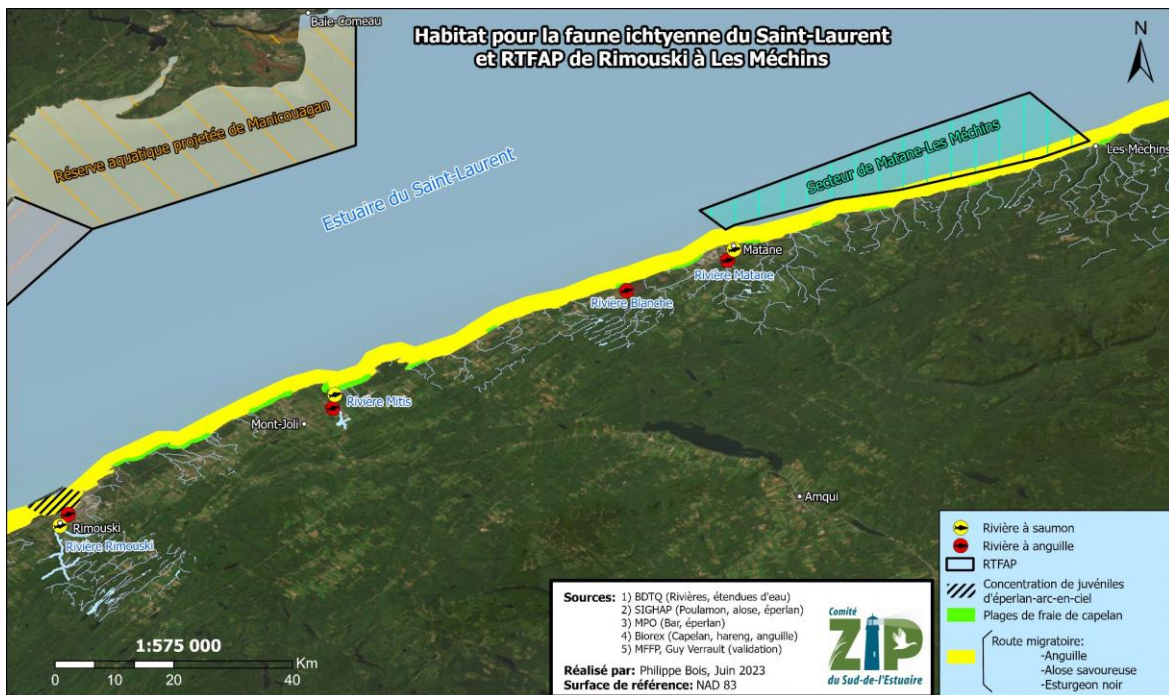 Baie-Comeau
Habitat pour la faune ichtyenne du Saint-Laurent
et RTFAP de Rimouski à Les Méchins
N
Réserve aquatique projetée de Manicouagan
Estuaire du Saint-Laurent
Secteur de Matane-Les Méchins
Les Méchins
Matane
Rivière Matane
Rivière Blanche
Rivière Mitis
Mont-Joli
Amqui
Rimouski
Rivière Rimouski
1:575 000
Km
0 10 20 40
Sources: 1) BDTQ (Rivières, étendues d'eau)
2) SIGHAP (Poulamon, alose, éperlan)
3) MPO (Bar, éperlan)
4) Biorex (Capelan, hareng, anguille)
5) MFFP, Guy Verrault (validation)
Réalisé par: Philippe Bois, Juin 2023
Surface de référence: NAD 83
Comité
ZIP
du Sud-de-l'Estuaire
Rivière à saumon
Rivière à anguille
RTFAP
Concentration de juvéniles
d'éperlan-arc-en-ciel
Plages de fraie de capelan
Route migratoire:
-Anguille
-Alose savoureuse
-Esturgeon noir